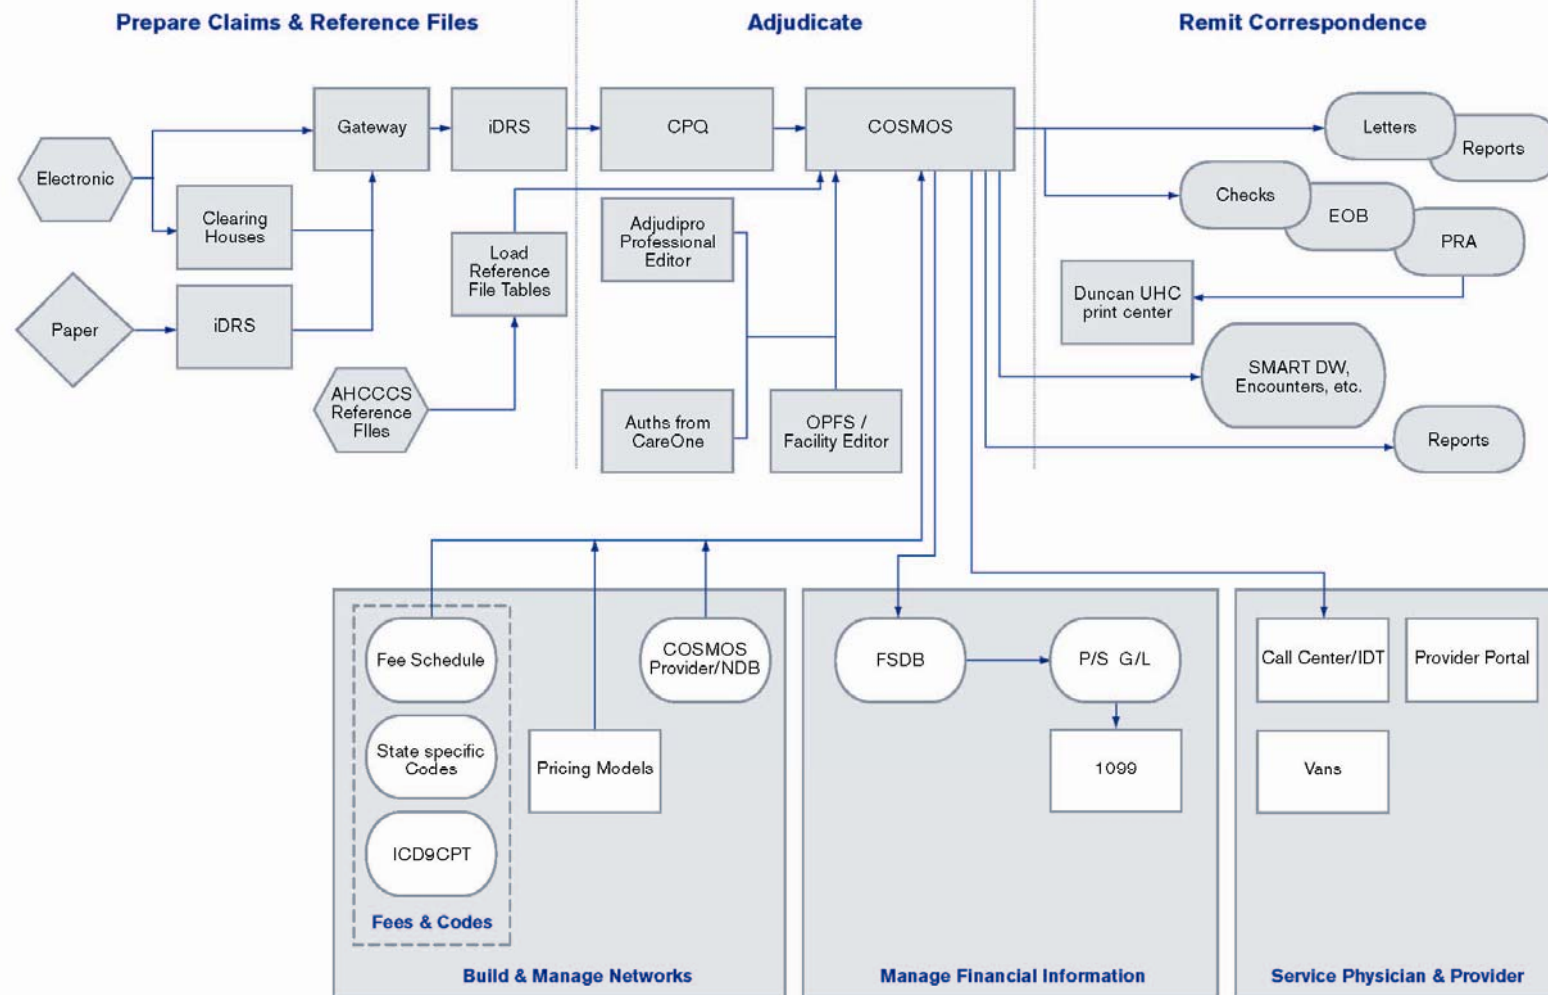 Prepare Claims & Reference Files
Adjudicate
Remit Correspondence
Gateway
iDRS
CPQ
COSMOS
Letters
Reports
Electronic
Clearing
Houses
Load
Reference
File Tables
Adjudipro
Professional
Editor
Checks
EOB
PRA
Duncan UHC
print center
Paper
iDRS
SMART DW,
Encounters, etc.
AHCCCS
Reference
FIles
Auths from
CareOne
OPFS /
Facility Editor
Reports
Fee Schedule
State specific
Codes
ICD9CPT
Fees & Codes
Pricing Models
COSMOS
Provider/NDB
Build & Manage Networks
FSDB
P/S G/L
1099
Manage Financial Information
Call Center/IDT
Provider Portal
Vans
Service Physician & Provider